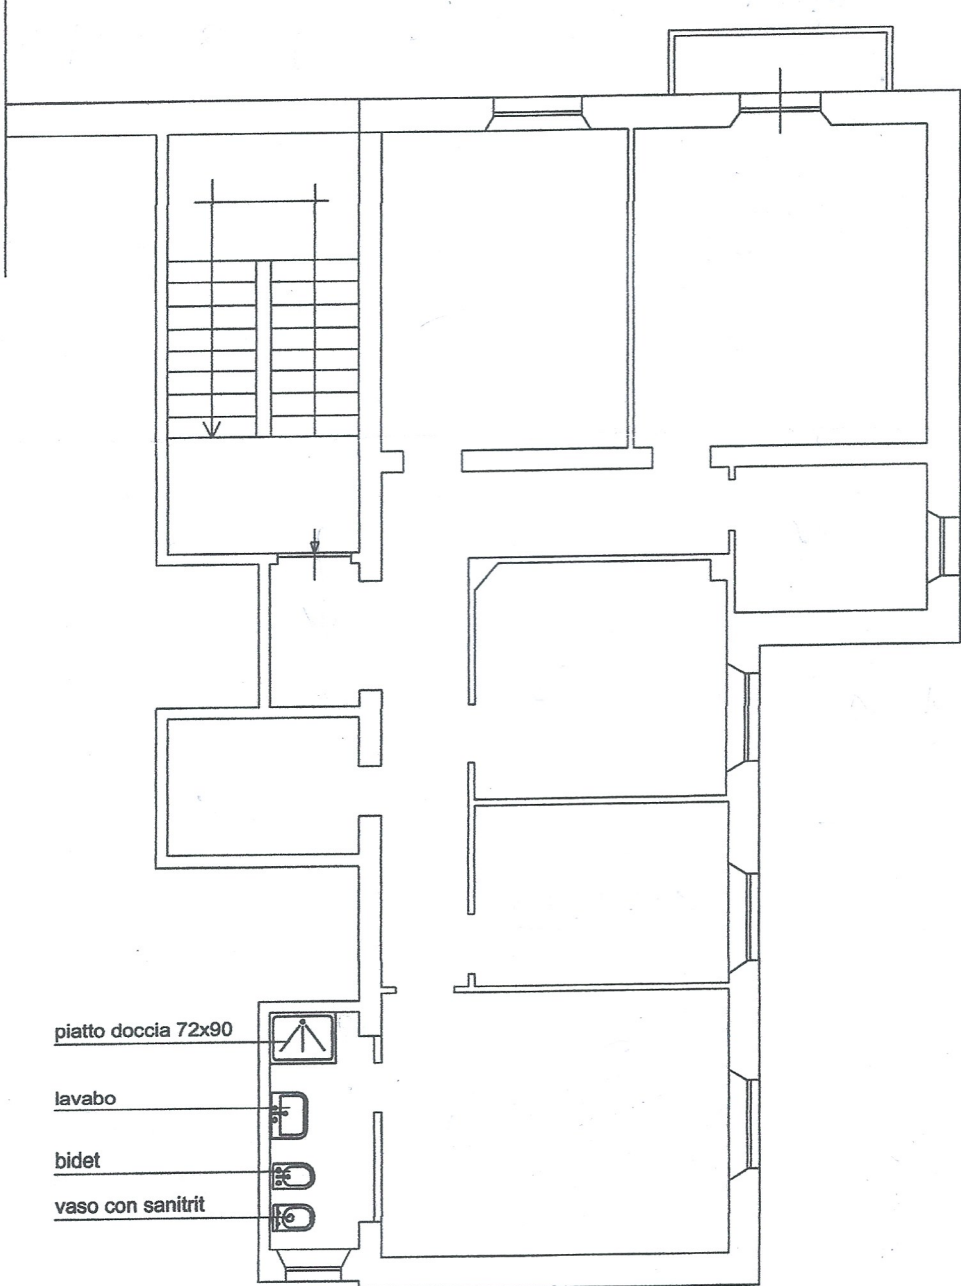 piatto doccia 72x90
lavabo
bidet
vaso con sanitrit